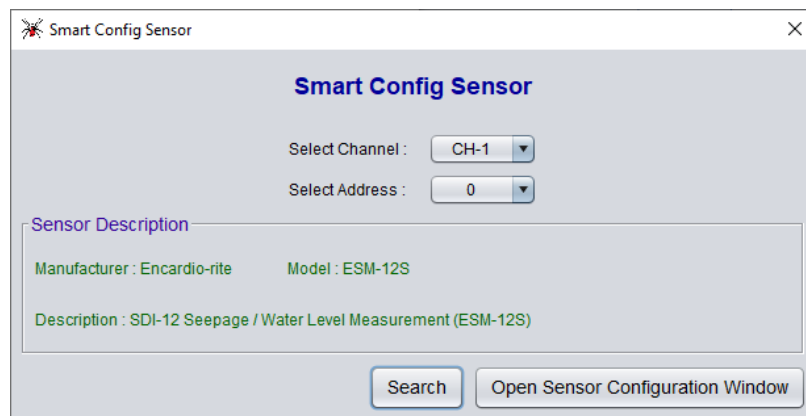 Smart Config Sensor
Smart Config Sensor
Select Channel : CH-1
Select Address : 0
Sensor Description
Manufacturer : Encardio-rite Model : ESM-12S
Description : SDI-12 Seepage / Water Level Measurement (ESM-12S)
Search Open Sensor Configuration Window